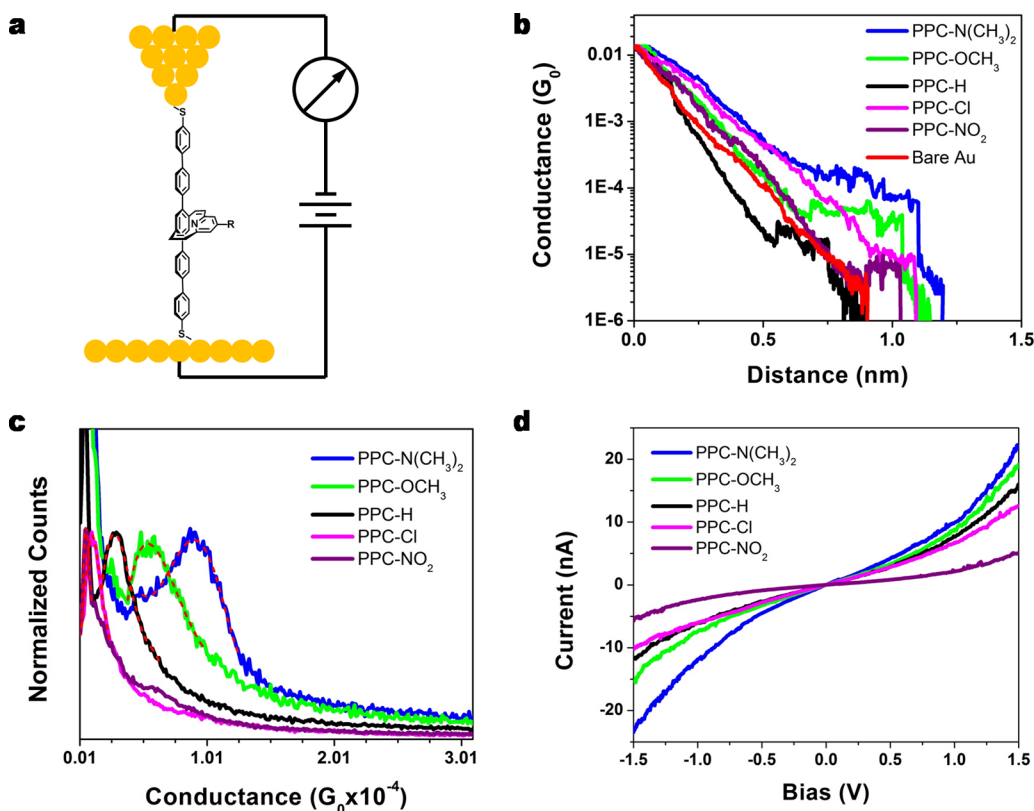 a
S
N
R
S
b
Conductance (G₀)
0.01
1E-3
1E-4
1E-5
1E-6
0.0 0.5 1.0 1.5
Distance (nm)
PPC-N(CH₃)₂
PPC-OCH₃
PPC-H
PPC-Cl
PPC-NO₂
Bare Au
c
Normalized Counts
PPC-N(CH₃)₂
PPC-OCH₃
PPC-H
PPC-Cl
PPC-NO₂
0.01 1.01 2.01 3.01
Conductance (G₀x10⁻⁴)
d
Current (nA)
20
10
0
-10
-20
PPC-N(CH₃)₂
PPC-OCH₃
PPC-H
PPC-Cl
PPC-NO₂
-1.5 -1.0 -0.5 0.0 0.5 1.0 1.5
Bias (V)